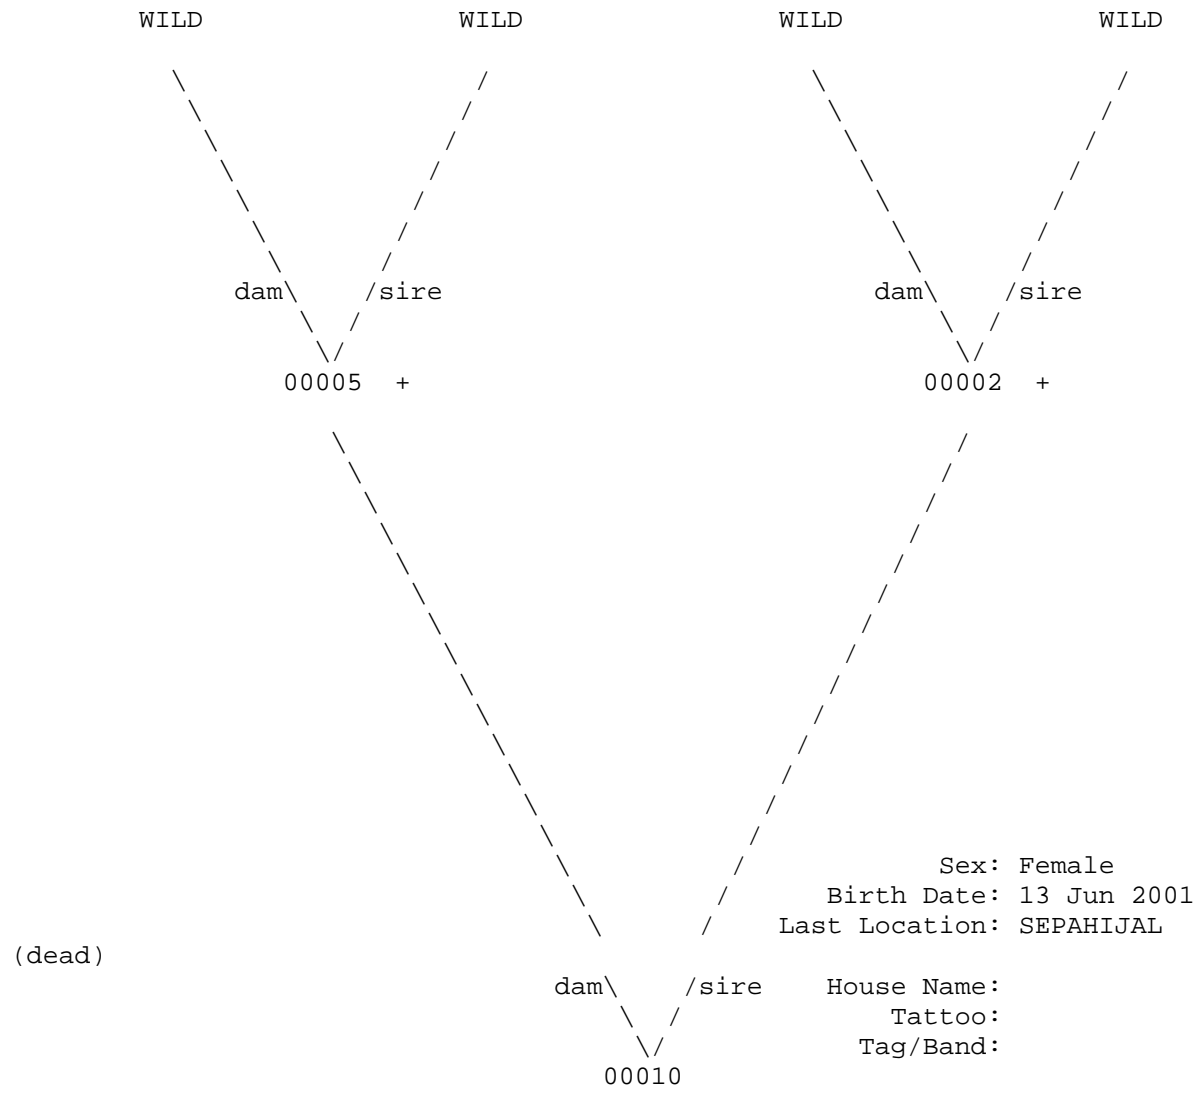 WILD WILD WILD WILD
dam\ /sire dam\ /sire
00005 + 00002 +
Sex: Female
Birth Date: 13 Jun 2001
Last Location: SEPAHIJAL
(dead)
dam\ /sire House Name:
Tattoo:
Tag/Band:
00010